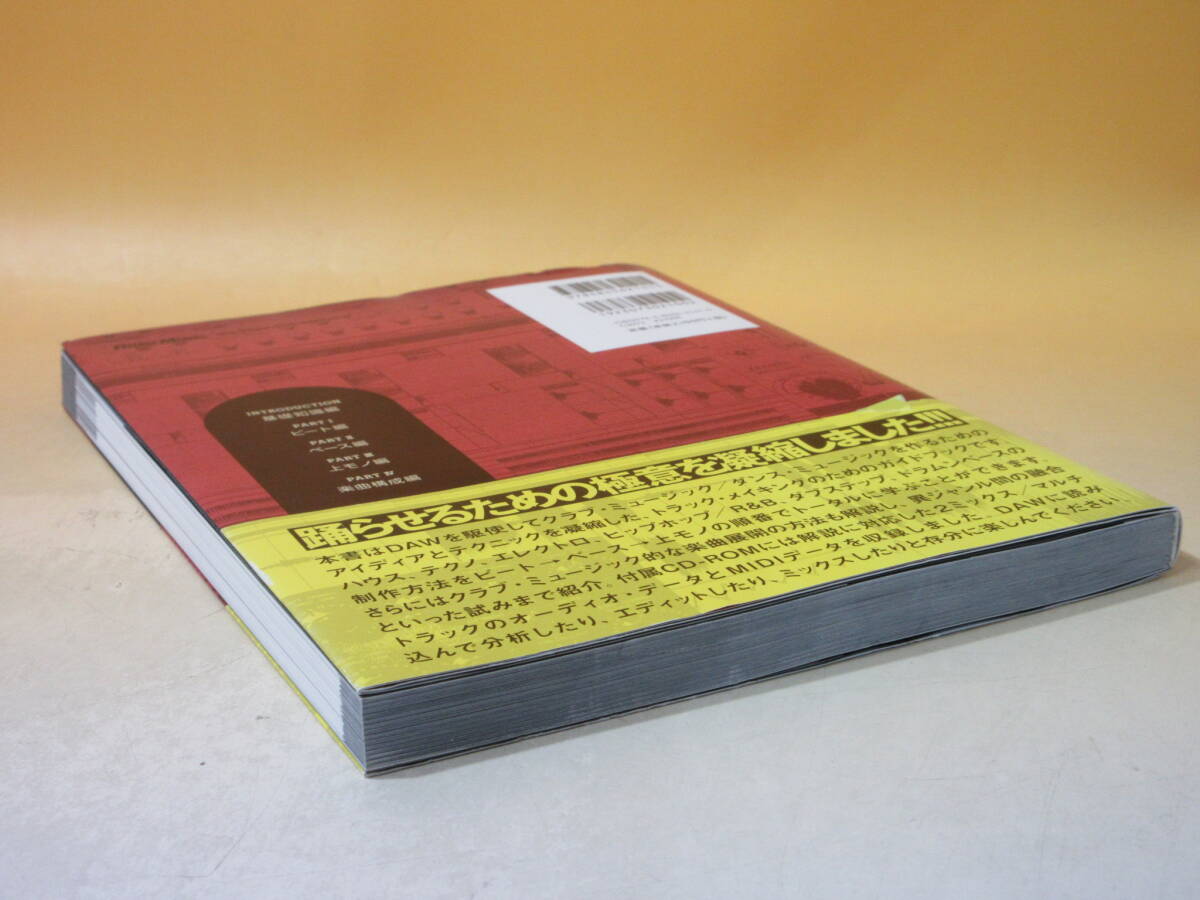 INTRODUCTION
基礎知識編
PART I
ビート編
PART II
ベース編
PART III
上モノ編
PART IV
楽曲構成編
踊らせるための極意を凝縮しました!!!
本書はDAWを駆使してクラブ・ミュージック/ダンス・ミュージックを作るための
アイディアとテクニックを凝縮した、トラック・メイキングのためのガイドブックです。
ハウス、テクノ、エレクトロ、ヒップホップ/R&B、ダブステップ、ドラムンベースの
制作方法をビート→ベース→上モノの順番でトータルに学ぶことができます。
さらにはクラブ・ミュージック的な楽曲展開の方法も解説し、異ジャンル間の融合
といった試みまで紹介。付属CD-ROMには解説に対応した2ミックス/マルチ
トラックのオーディオ・データとMIDIデータを収録しました。DAWに読み
込んで分析したり、エディットしたり、ミックスしたりと存分に楽しんでください。